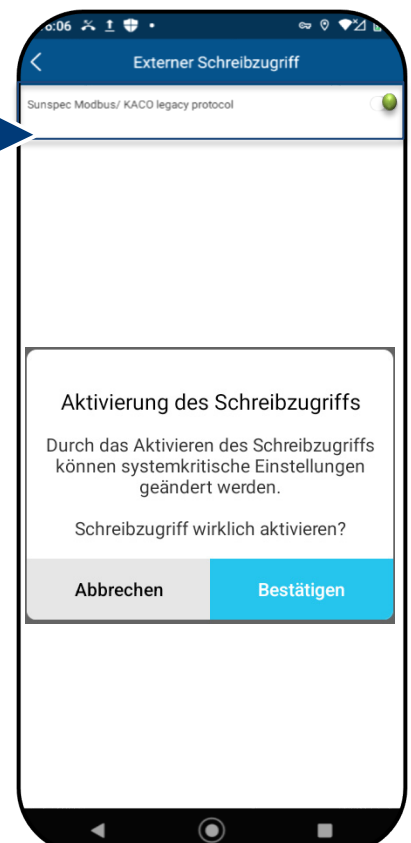 :06
Externer Schreibzugriff
Sunspec Modbus/ KACO legacy protocol
Aktivierung des Schreibzugriffs
Durch das Aktivieren des Schreibzugriffs
können systemkritische Einstellungen
geändert werden.
Schreibzugriff wirklich aktivieren?
Abbrechen
Bestätigen